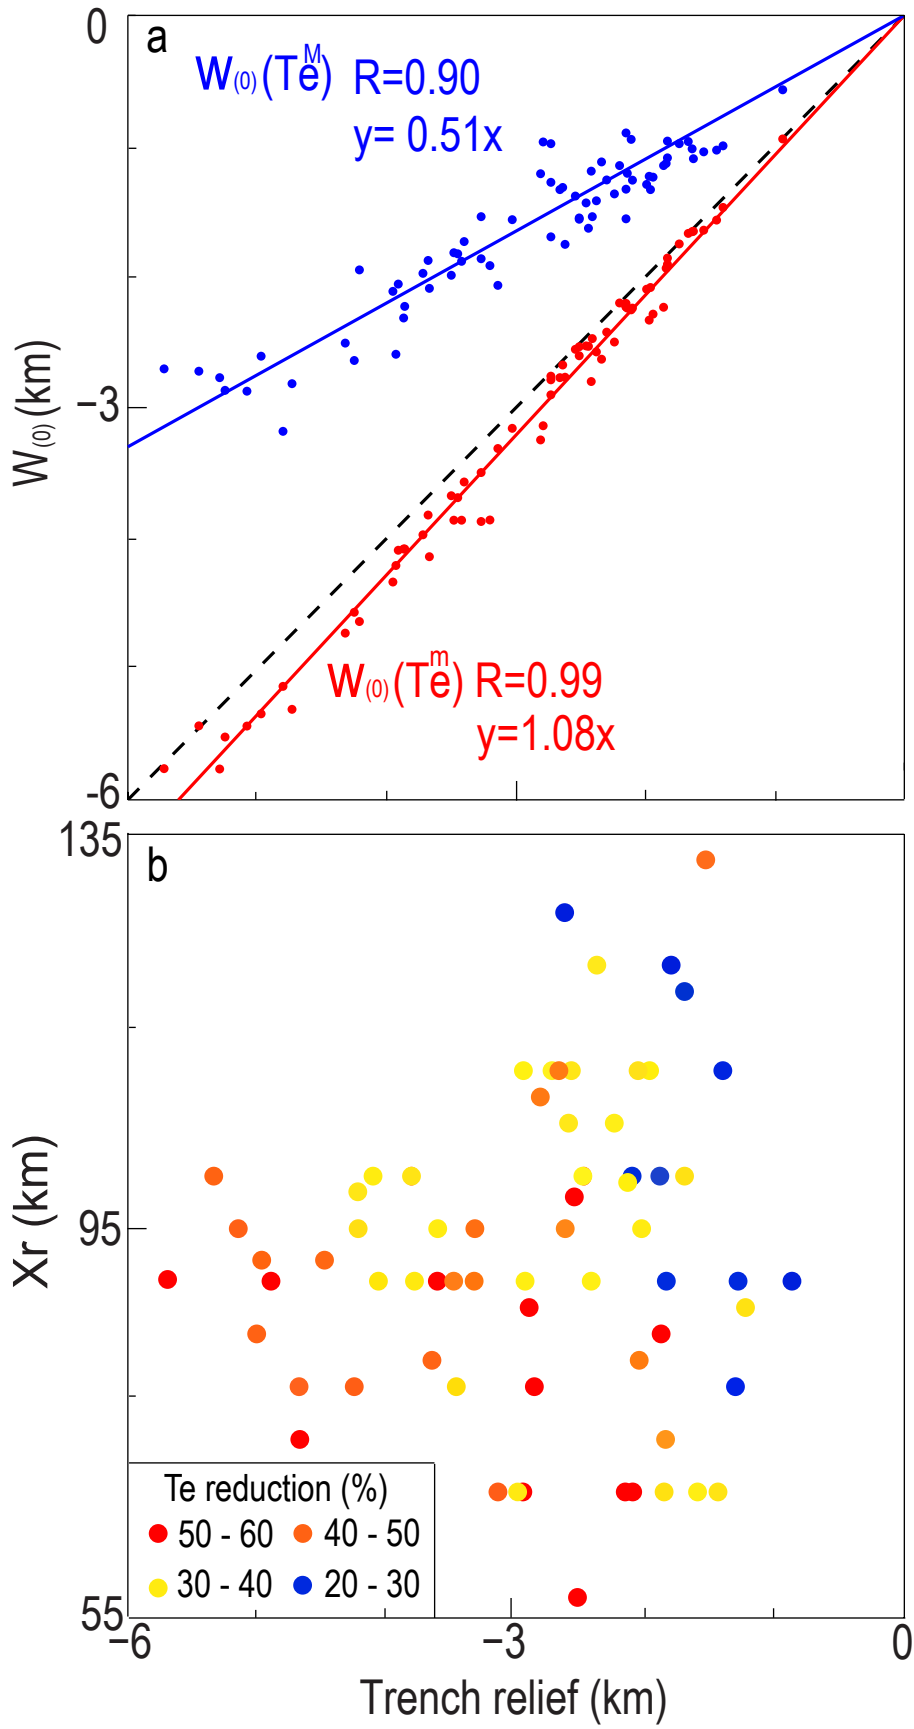 0
a
W(0)(TeM) R=0.90
y= 0.51x
W(0)(km)
−3
W(0)(Tem) R=0.99
y=1.08x
-6
135
b
Xr (km)
95
Te reduction (%)
50 - 60
40 - 50
30 - 40
20 - 30
55
−6
−3
0
Trench relief (km)